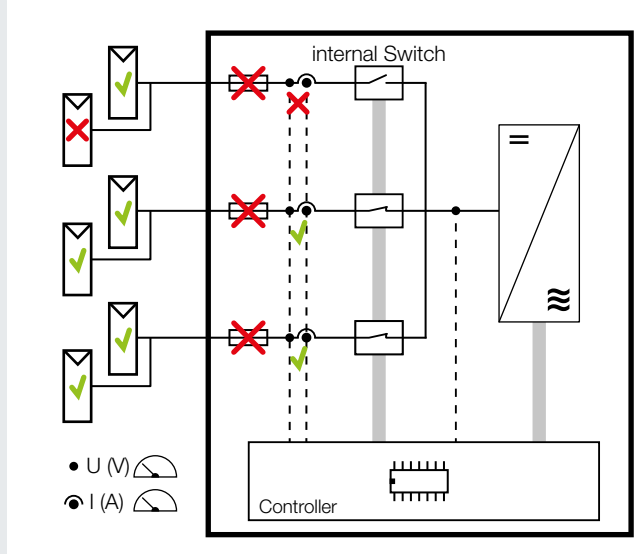 internal Switch
U (V)
I (A)
Controller